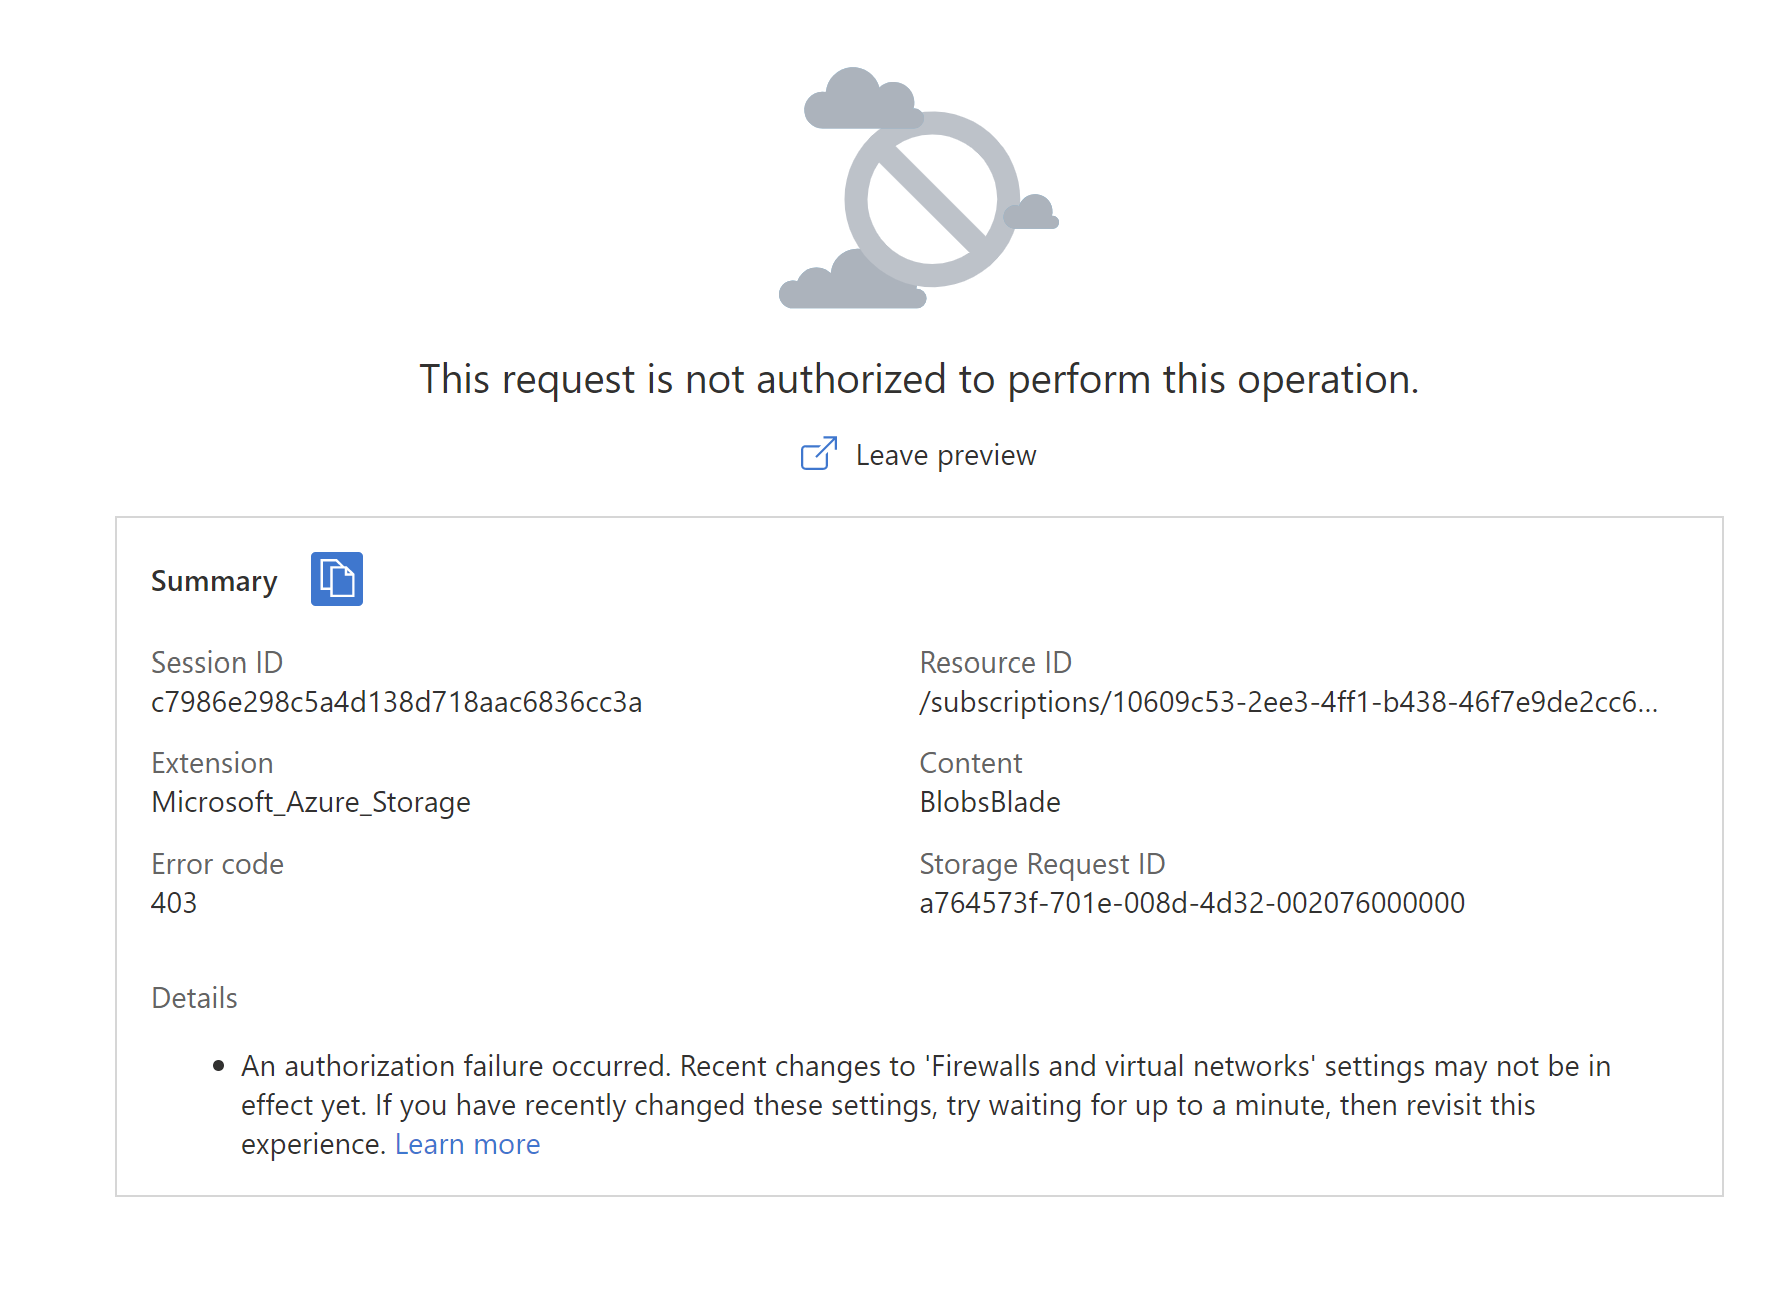 This request is not authorized to perform this operation.
Leave preview
Summary
Session ID
c7986e298c5a4d138d718aac6836cc3a
Resource ID
/subscriptions/10609c53-2ee3-4ff1-b438-46f7e9de2cc6...
Extension
Microsoft_Azure_Storage
Content
BlobsBlade
Error code
403
Storage Request ID
a764573f-701e-008d-4d32-002076000000
Details
An authorization failure occurred. Recent changes to 'Firewalls and virtual networks' settings may not be in
effect yet. If you have recently changed these settings, try waiting for up to a minute, then revisit this
experience. Learn more